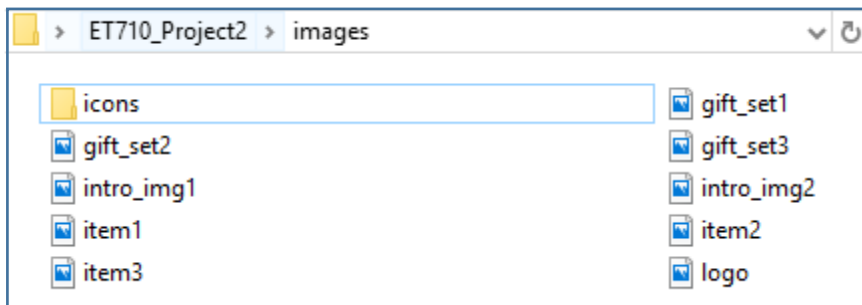 > ET710_Project2 > images
icons gift_set1
gift_set2 gift_set3
intro_img1 intro_img2
item1 item2
item3 logo